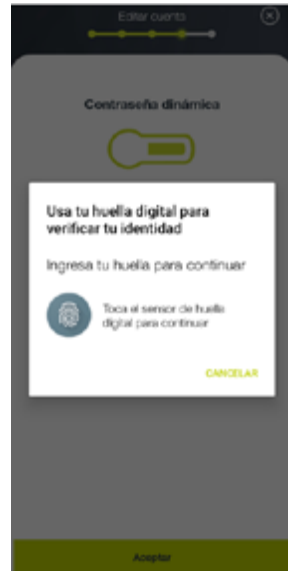 Editar cuenta
Contraseña dinámica
Usa tu huella digital para
verificar tu identidad
Ingresa tu huella para continuar
Toca el sensor de huella
digital para continuar
CANCELAR
Aceptar